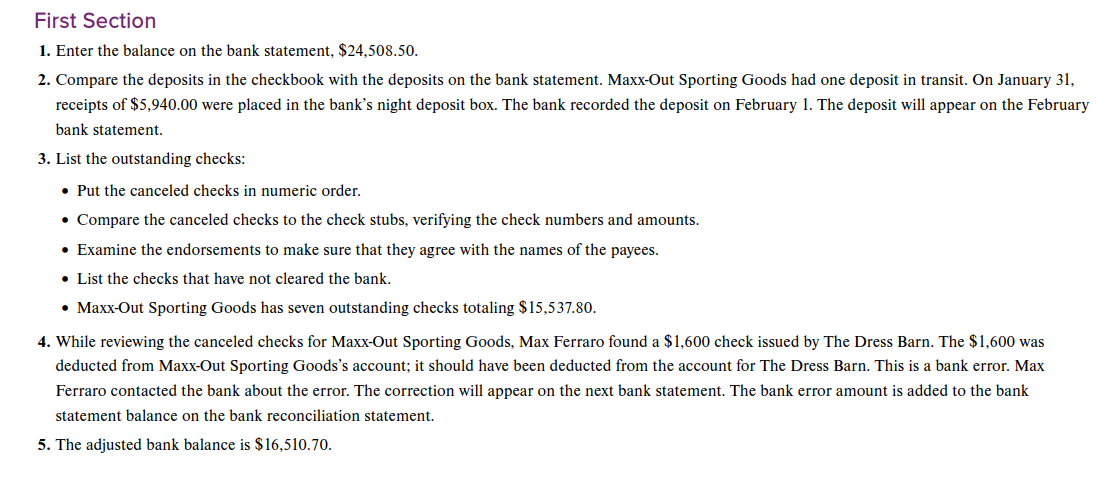 First Section
1. Enter the balance on the bank statement, $24,508.50.
2. Compare the deposits in the checkbook with the deposits on the bank statement. Maxx-Out Sporting Goods had one deposit in transit. On January 31,
receipts of $5,940.00 were placed in the bank’s night deposit box. The bank recorded the deposit on February 1. The deposit will appear on the February
bank statement.
3. List the outstanding checks:
• Put the canceled checks in numeric order.
• Compare the canceled checks to the check stubs, verifying the check numbers and amounts.
• Examine the endorsements to make sure that they agree with the names of the payees.
• List the checks that have not cleared the bank.
• Maxx-Out Sporting Goods has seven outstanding checks totaling $15,537.80.
4. While reviewing the canceled checks for Maxx-Out Sporting Goods, Max Ferraro found a $1,600 check issued by The Dress Barn. The $1,600 was
deducted from Maxx-Out Sporting Goods’s account; it should have been deducted from the account for The Dress Barn. This is a bank error. Max
Ferraro contacted the bank about the error. The correction will appear on the next bank statement. The bank error amount is added to the bank
statement balance on the bank reconciliation statement.
5. The adjusted bank balance is $16,510.70.